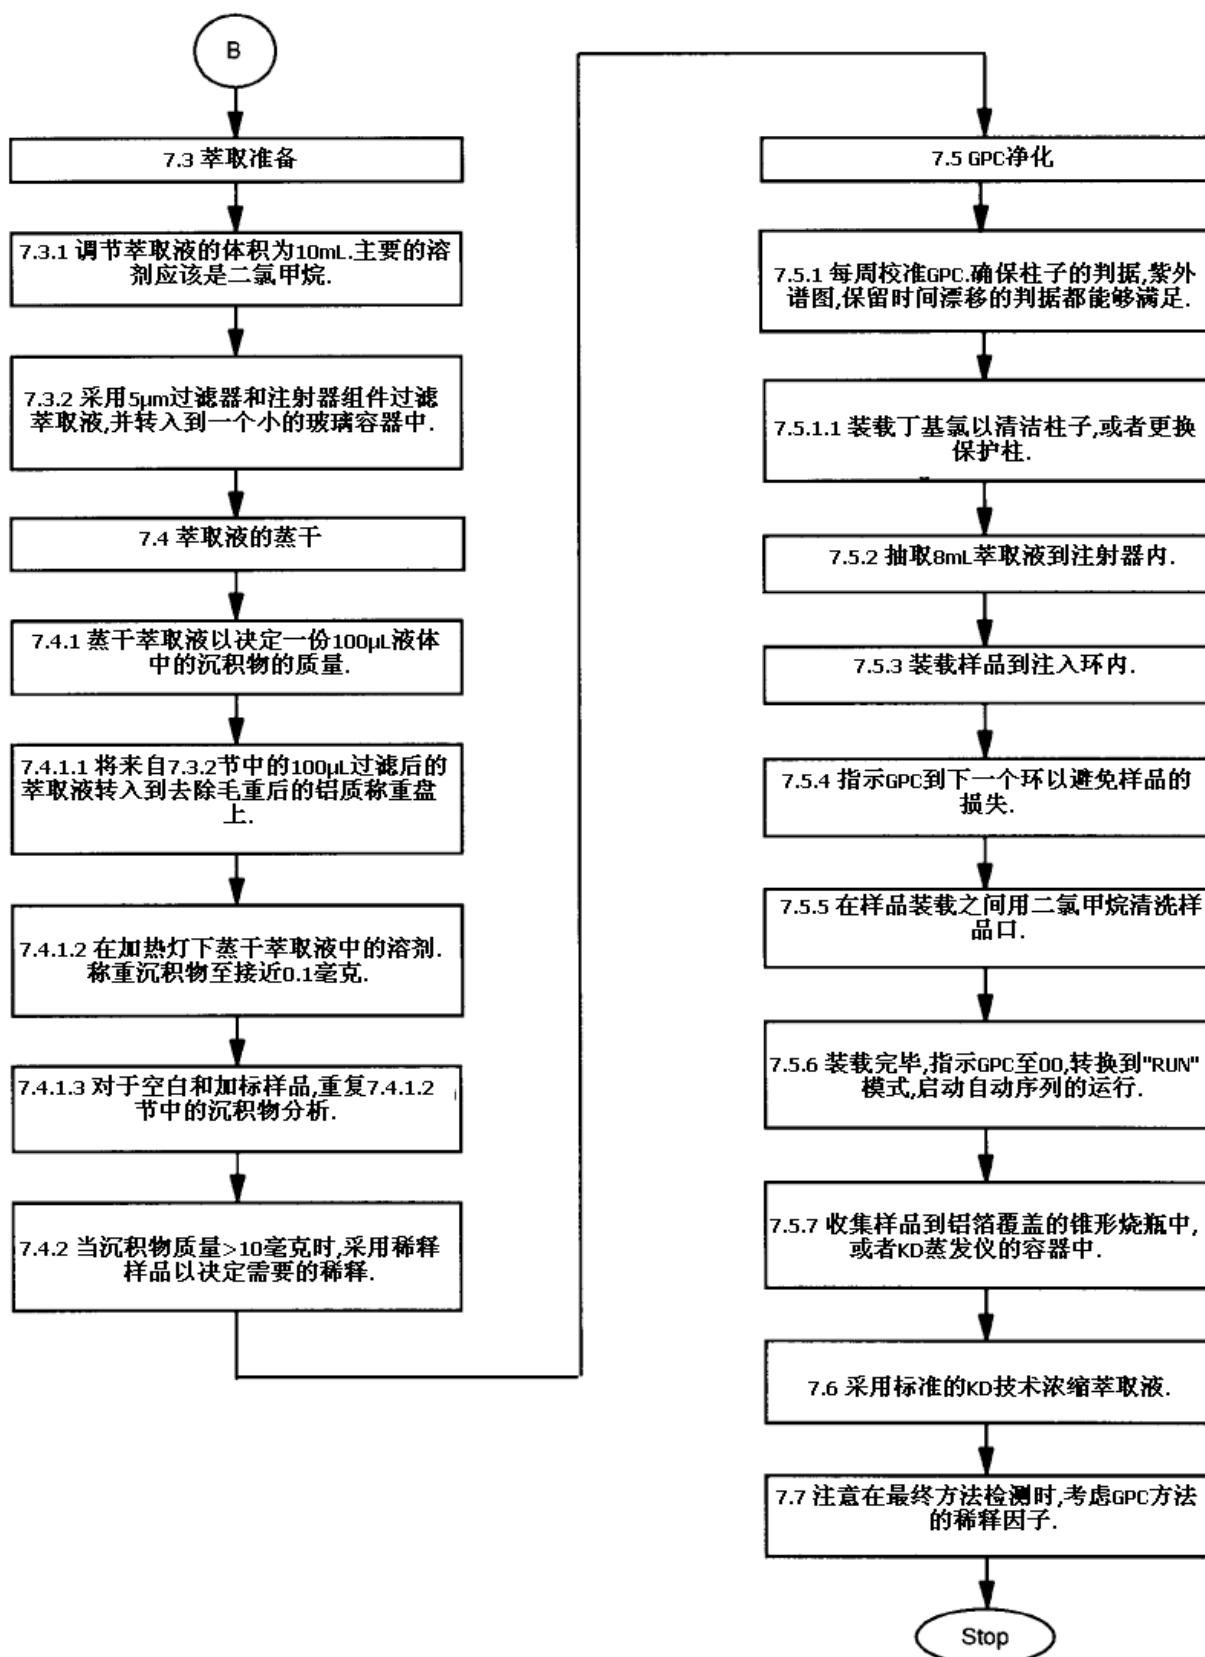 B
7.3 萃取准备
7.3.1 调节萃取液的体积为10mL.主要的溶
剂应该是二氯甲烷.
7.3.2 采用5μm过滤器和注射器组件过滤
萃取液,并转入到一个小的玻璃容器中.
7.4 萃取液的蒸干
7.4.1 蒸干萃取液以决定一份100μL液体
中的沉积物的质量.
7.4.1.1 将来自7.3.2节中的100μL过滤后的
萃取液转入到去除毛重后的铝质称重盘
上.
7.4.1.2 在加热灯下蒸干萃取液中的溶剂.
称重沉积物至接近0.1毫克.
7.4.1.3 对于空白和加标样品,重复7.4.1.2
节中的沉积物分析.
7.4.2 当沉积物质量>10毫克时,采用稀释
样品以决定需要的稀释.
7.5 GPC净化
7.5.1 每周校准GPC.确保柱子的判据,紫外
谱图,保留时间漂移的判据都能够满足.
7.5.1.1 装载丁基氯以清洁柱子,或者更换
保护柱.
7.5.2 抽取8mL萃取液到注射器内.
7.5.3 装载样品到注入环内.
7.5.4 指示GPC到下一个环以避免样品的
损失.
7.5.5 在样品装载之间用二氯甲烷清洗样
品口.
7.5.6 装载完毕,指示GPC至00,转换到"RUN"
模式,启动自动序列的运行.
7.5.7 收集样品到铝箔覆盖的锥形烧瓶中,
或者KD蒸发仪的容器中.
7.6 采用标准的KD技术浓缩萃取液.
7.7 注意在最终方法检测时,考虑GPC方法
的稀释因子.
Stop